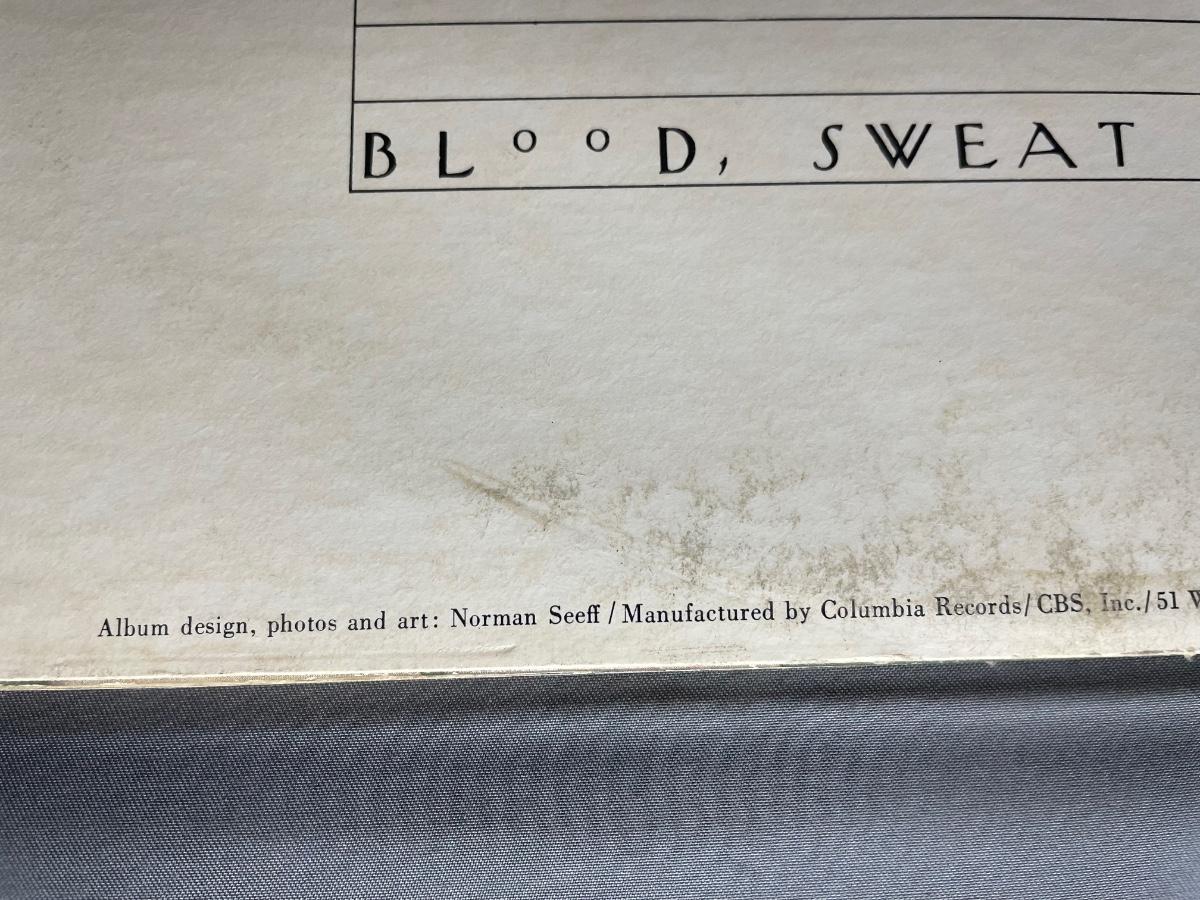 BLOOD, SWEAT
Album design, photos and art: Norman Seeff / Manufactured by Columbia Records/CBS, Inc./51